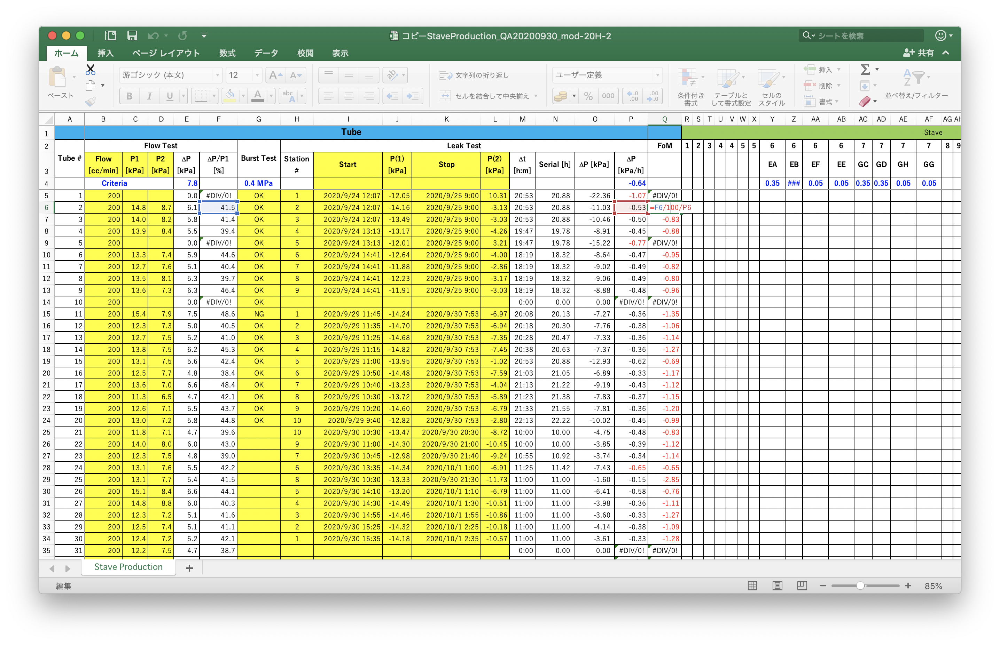 コピーStaveProduction_QA20200930_mod-20H-2
シートを検索
ホーム 挿入 ページ レイアウト 数式 データ 校閲 表示 共有
ペースト 游ゴシック (本文) 12 A A 文字列の折り返し ユーザー定義 挿入 Σ
B I U A abc A セルを結合して中央揃え % 000 .0 .00 .00 .0 条件付き書式 テーブルとして書式設定 セルのスタイル 削除 書式 A Z 並べ替え/フィルター
A B C D E F G H I J K L M N O P Q R S T U V W X Y Z AA AB AC AD AE AF AG AH
1 Tube Stave
2 Tube # Flow Test Burst Test Leak Test FoM 1 2 3 4 4 5 5 6 6 6 6 7 7 7 7 8 9
3 Flow [cc/min] P1 [kPa] P2 [kPa] ΔP [kPa] ΔP/P1 [%] Station # Start P(1) [kPa] Stop P(2) [kPa] Δt [h:m] Serial [h] ΔP [kPa] ΔP [kPa/h] EA EB EF EE GC GD GH GG
4 Criteria 7.8 0.4 MPa -0.64 0.35 ### 0.05 0.05 0.35 0.35 0.05 0.05
5 1 200 0.0 #DIV/0! OK 1 2020/9/24 12:07 -12.05 2020/9/25 9:00 10.31 20:53 20.88 -22.36 -1.07 #DIV/0!
6 2 200 14.8 8.7 6.1 41.5 OK 2 2020/9/24 12:07 -14.16 2020/9/25 9:00 -3.13 20:53 20.88 -11.03 -0.53 =F6/100/P6
7 3 200 14.0 8.2 5.8 41.4 OK 3 2020/9/24 12:07 -13.49 2020/9/25 9:00 -3.03 20:53 20.88 -10.46 -0.50 -0.83
8 4 200 13.9 8.4 5.5 39.4 OK 4 2020/9/24 13:13 -13.17 2020/9/25 9:00 -4.26 19:47 19.78 -8.91 -0.45 -0.88
9 5 200 0.0 #DIV/0! OK 5 2020/9/24 13:13 -12.01 2020/9/25 9:00 3.21 19:47 19.78 -15.22 -0.77 #DIV/0!
10 6 200 13.3 7.4 5.9 44.6 OK 6 2020/9/24 14:41 -12.64 2020/9/25 9:00 -4.00 18:19 18.32 -8.64 -0.47 -0.95
11 7 200 12.7 7.6 5.1 40.4 OK 7 2020/9/24 14:41 -11.88 2020/9/25 9:00 -2.86 18:19 18.32 -9.02 -0.49 -0.82
12 8 200 13.5 8.1 5.3 39.7 OK 8 2020/9/24 14:41 -12.23 2020/9/25 9:00 -3.17 18:19 18.32 -9.06 -0.49 -0.80
13 9 200 13.6 7.3 6.3 46.4 OK 9 2020/9/24 14:41 -11.91 2020/9/25 9:00 -3.03 18:19 18.32 -8.88 -0.48 -0.96
14 10 200 0.0 #DIV/0! OK 0:00 0.00 0.00 #DIV/0! #DIV/0!
15 11 200 15.4 7.9 7.5 48.6 NG 1 2020/9/29 11:45 -14.24 2020/9/30 7:53 -6.97 20:08 20.13 -7.27 -0.36 -1.35
16 12 200 12.3 7.3 5.0 40.5 OK 2 2020/9/29 11:35 -14.70 2020/9/30 7:53 -6.94 20:18 20.30 -7.76 -0.38 -1.06
17 13 200 12.7 7.5 5.2 41.0 OK 3 2020/9/29 11:25 -14.68 2020/9/30 7:53 -7.35 20:28 20.47 -7.33 -0.36 -1.14
18 14 200 13.8 7.5 6.2 45.3 OK 4 2020/9/29 11:15 -14.82 2020/9/30 7:53 -7.45 20:38 20.63 -7.37 -0.36 -1.27
19 15 200 13.1 7.5 5.6 42.4 OK 5 2020/9/29 11:00 -13.95 2020/9/30 7:53 -1.02 20:53 20.88 -12.93 -0.62 -0.69
20 16 200 12.5 7.7 4.8 38.4 OK 6 2020/9/29 10:50 -14.48 2020/9/30 7:53 -7.59 21:03 21.05 -6.89 -0.33 -1.17
21 17 200 13.6 7.0 6.6 48.4 OK 7 2020/9/29 10:40 -13.23 2020/9/30 7:53 -4.04 21:13 21.22 -9.19 -0.43 -1.12
22 18 200 11.3 6.5 4.7 42.1 OK 8 2020/9/29 10:30 -13.72 2020/9/30 7:53 -5.89 21:23 21.38 -7.83 -0.37 -1.15
23 19 200 12.6 7.1 5.5 43.7 OK 9 2020/9/29 10:20 -14.60 2020/9/30 7:53 -6.79 21:33 21.55 -7.81 -0.36 -1.20
24 20 200 13.0 7.2 5.8 44.8 OK 10 2020/9/29 9:40 -12.82 2020/9/30 7:53 -2.80 22:13 22.22 -10.02 -0.45 -0.99
25 21 200 11.8 7.1 4.7 39.6 10 2020/9/30 10:30 -13.47 2020/9/30 20:30 -8.72 10:00 10.00 -4.75 -0.48 -0.83
26 22 200 14.0 8.0 6.0 43.0 9 2020/9/30 11:00 -14.30 2020/9/30 21:00 -10.45 10:00 10.00 -3.85 -0.39 -1.12
27 23 200 12.3 7.5 4.8 39.0 7 2020/9/30 10:45 -12.98 2020/9/30 21:40 -9.24 10:55 10.92 -3.74 -0.34 -1.14
28 24 200 13.1 7.6 5.5 42.2 6 2020/9/30 13:35 -14.34 2020/10/1 1:00 -6.91 11:25 11.42 -7.43 -0.65 -0.65
29 25 200 13.1 7.7 5.4 41.5 8 2020/9/30 10:30 -13.33 2020/9/30 21:30 -11.73 11:00 11.00 -1.60 -0.15 -2.85
30 26 200 15.1 8.4 6.6 44.1 5 2020/9/30 14:10 -13.20 2020/10/1 1:10 -6.79 11:00 11.00 -6.41 -0.58 -0.76
31 27 200 14.8 8.8 6.0 40.3 4 2020/9/30 14:30 -14.49 2020/10/1 1:30 -10.51 11:00 11.00 -3.98 -0.36 -1.11
32 28 200 12.3 7.2 5.1 41.6 3 2020/9/30 14:55 -14.46 2020/10/1 1:55 -10.86 11:00 11.00 -3.60 -0.33 -1.27
33 29 200 12.5 7.4 5.1 41.1 2 2020/9/30 15:25 -14.32 2020/10/1 2:25 -10.18 11:00 11.00 -4.14 -0.38 -1.09
34 30 200 12.4 7.2 5.2 42.1 1 2020/9/30 15:35 -14.18 2020/10/1 2:35 -10.57 11:00 11.00 -3.61 -0.33 -1.28
35 31 200 12.2 7.5 4.7 38.7 0:00 0.00 0.00 #DIV/0! #DIV/0!
Stave Production
編集 85%